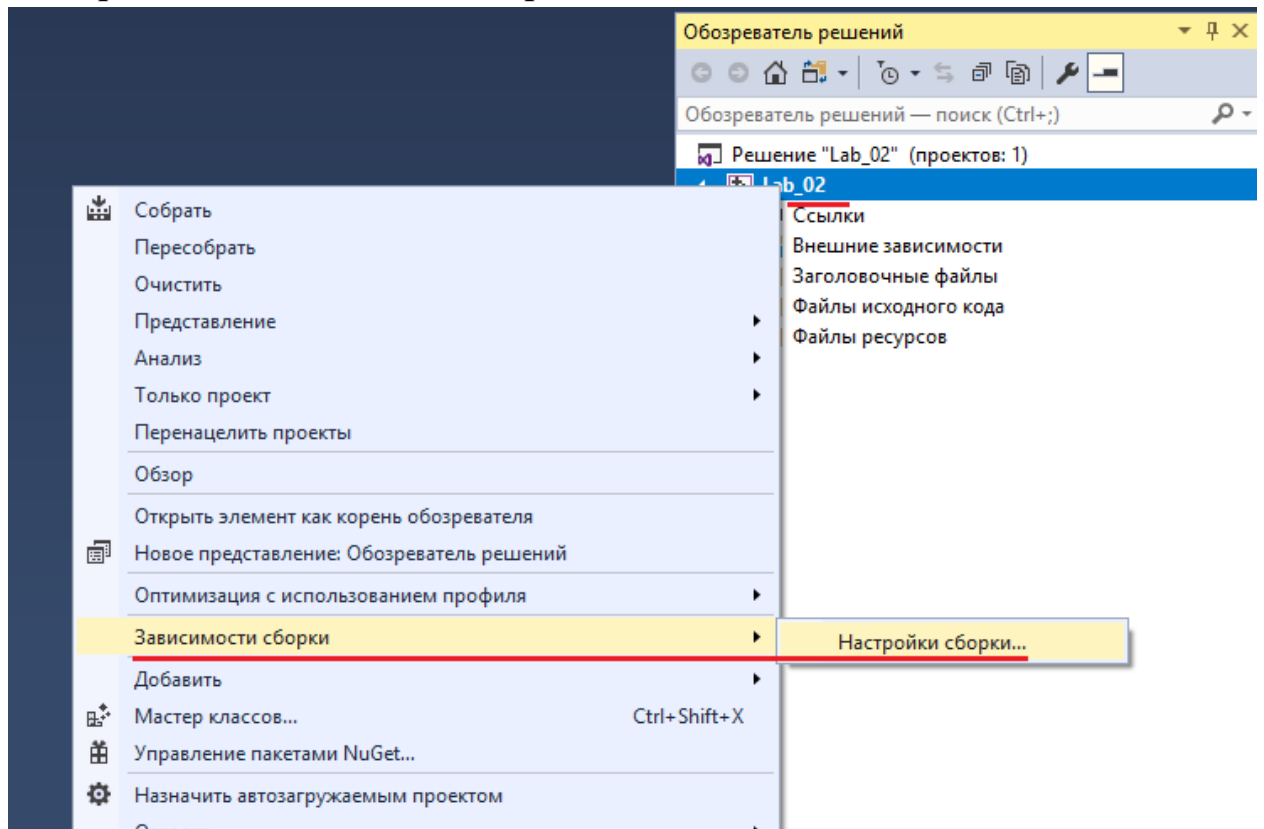 Обозреватель решений
Обозреватель решений — поиск (Ctrl+;)
Решение "Lab_02" (проектов: 1)
Lab_02
Ссылки
Внешние зависимости
Заголовочные файлы
Файлы исходного кода
Файлы ресурсов
Собрать
Пересобрать
Очистить
Представление
Анализ
Только проект
Перенацелить проекты
Обзор
Открыть элемент как корень обозревателя
Новое представление: Обозреватель решений
Оптимизация с использованием профиля
Зависимости сборки
Настройки сборки...
Добавить
Мастер классов... Ctrl+Shift+X
Управление пакетами NuGet...
Назначить автозагружаемым проектом